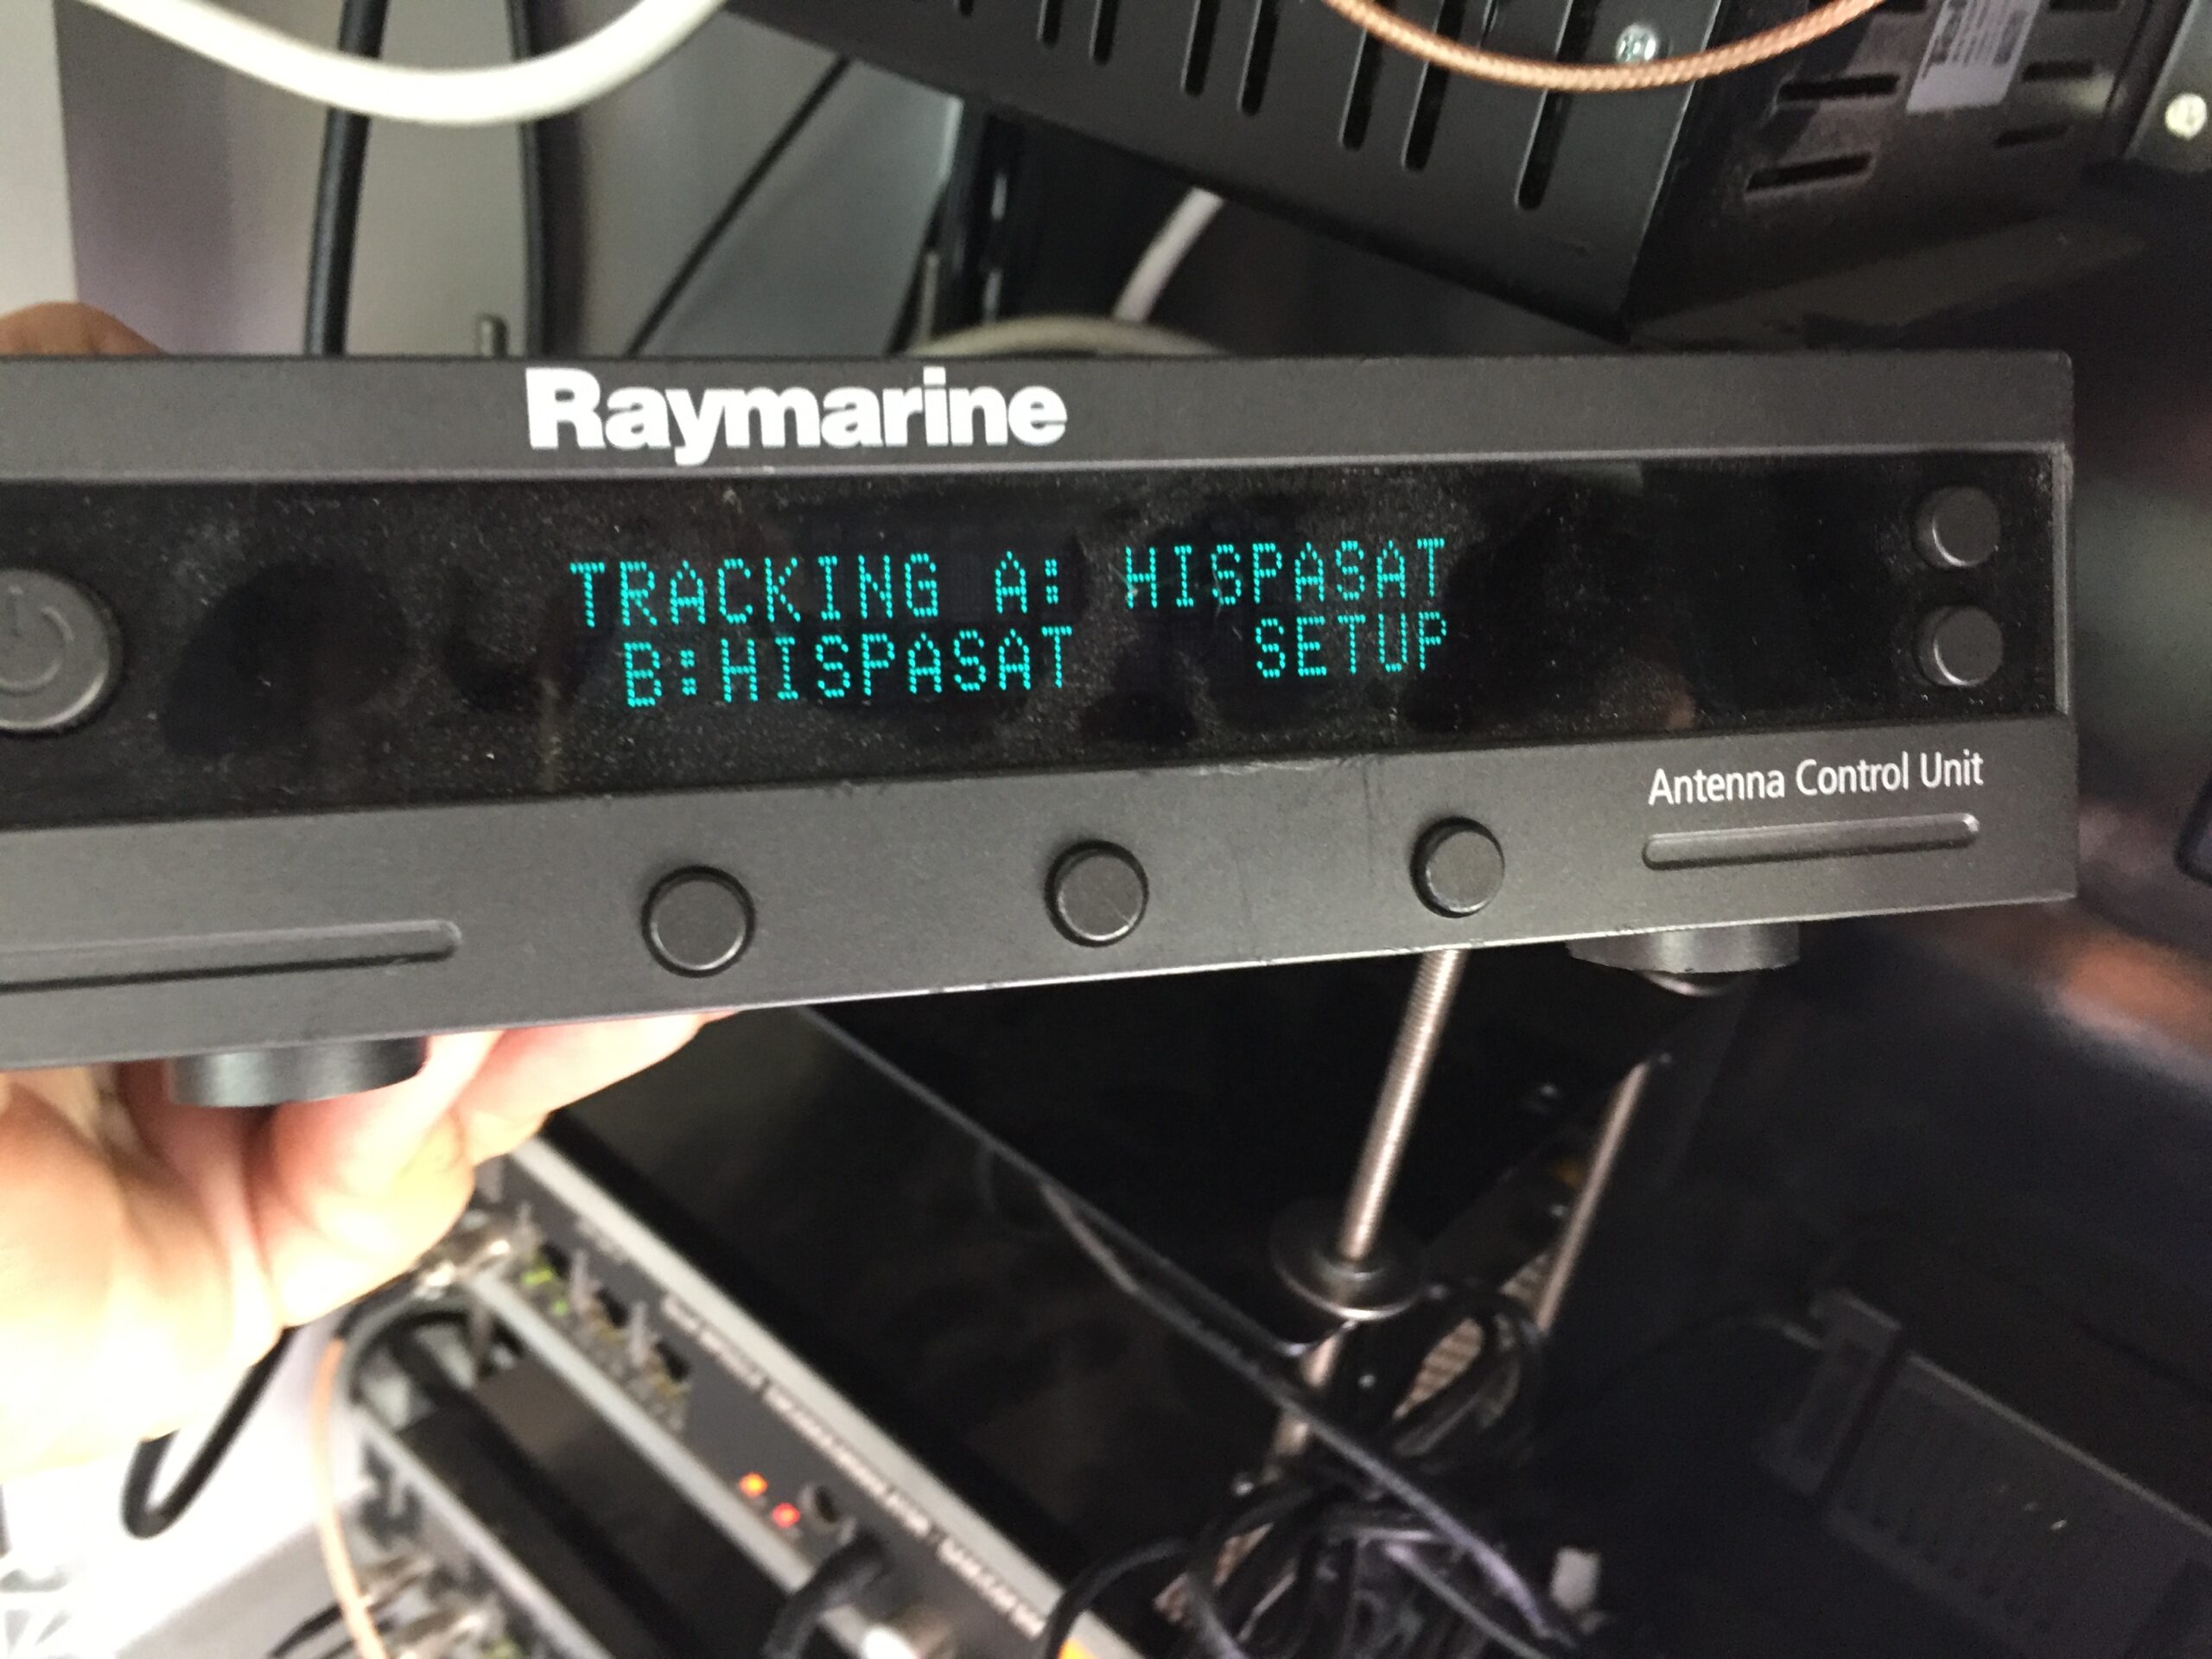 Raymarine
TRACKING A: HISPASAT
B:HISPASAT SETUP
Antenna Control Unit